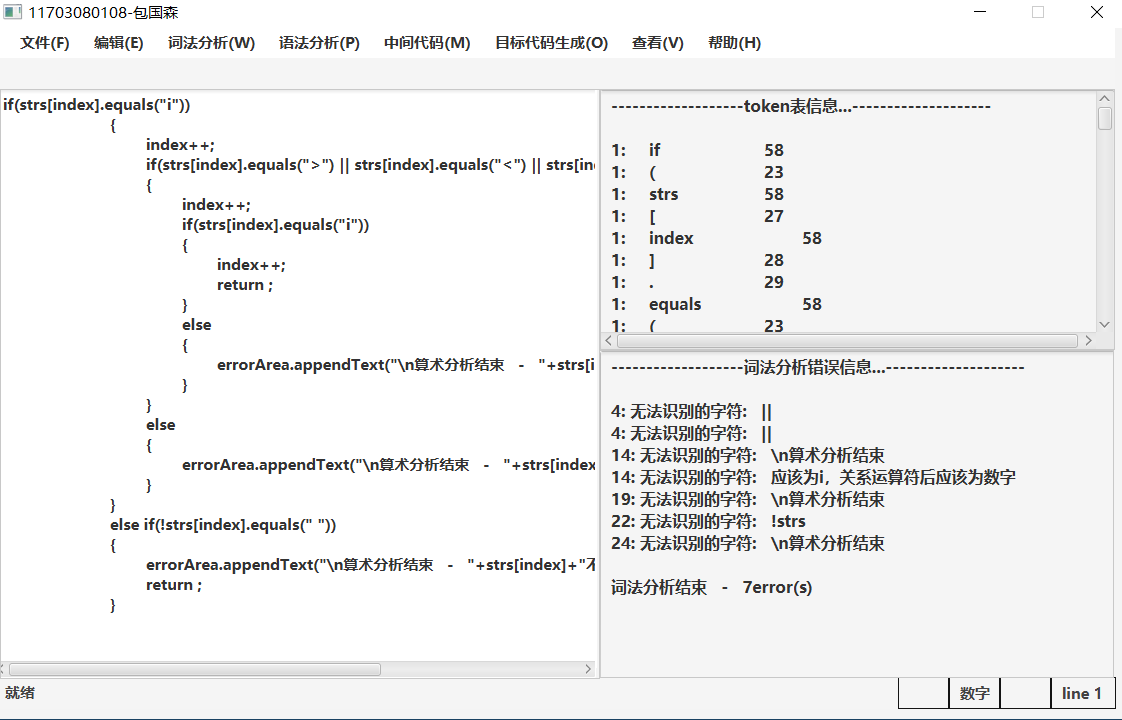 11703080108-包国森
文件(F) 编辑(E) 词法分析(W) 语法分析(P) 中间代码(M) 目标代码生成(O) 查看(V) 帮助(H)
if(strs[index].equals("i"))
{
index++;
if(strs[index].equals(">") || strs[index].equals("<") || strs[in
{
index++;
if(strs[index].equals("i"))
{
index++;
return ;
}
else
{
errorArea.appendText("\n算术分析结束 - "+strs[i
}
}
else
{
errorArea.appendText("\n算术分析结束 - "+strs[index
}
}
else if(!strs[index].equals(" "))
{
errorArea.appendText("\n算术分析结束 - "+strs[index]+"不
return ;
}
-------------------token表信息...--------------------
1: if 58
1: ( 23
1: strs 58
1: [ 27
1: index 58
1: ] 28
1: . 29
1: equals 58
1: ( 23
-------------------词法分析错误信息...--------------------
4: 无法识别的字符: ||
4: 无法识别的字符: ||
14: 无法识别的字符: \n算术分析结束
14: 无法识别的字符: 应该为i，关系运算符后应该为数字
19: 无法识别的字符: \n算术分析结束
22: 无法识别的字符: !strs
24: 无法识别的字符: \n算术分析结束
词法分析结束 - 7error(s)
就绪
数字
line 1